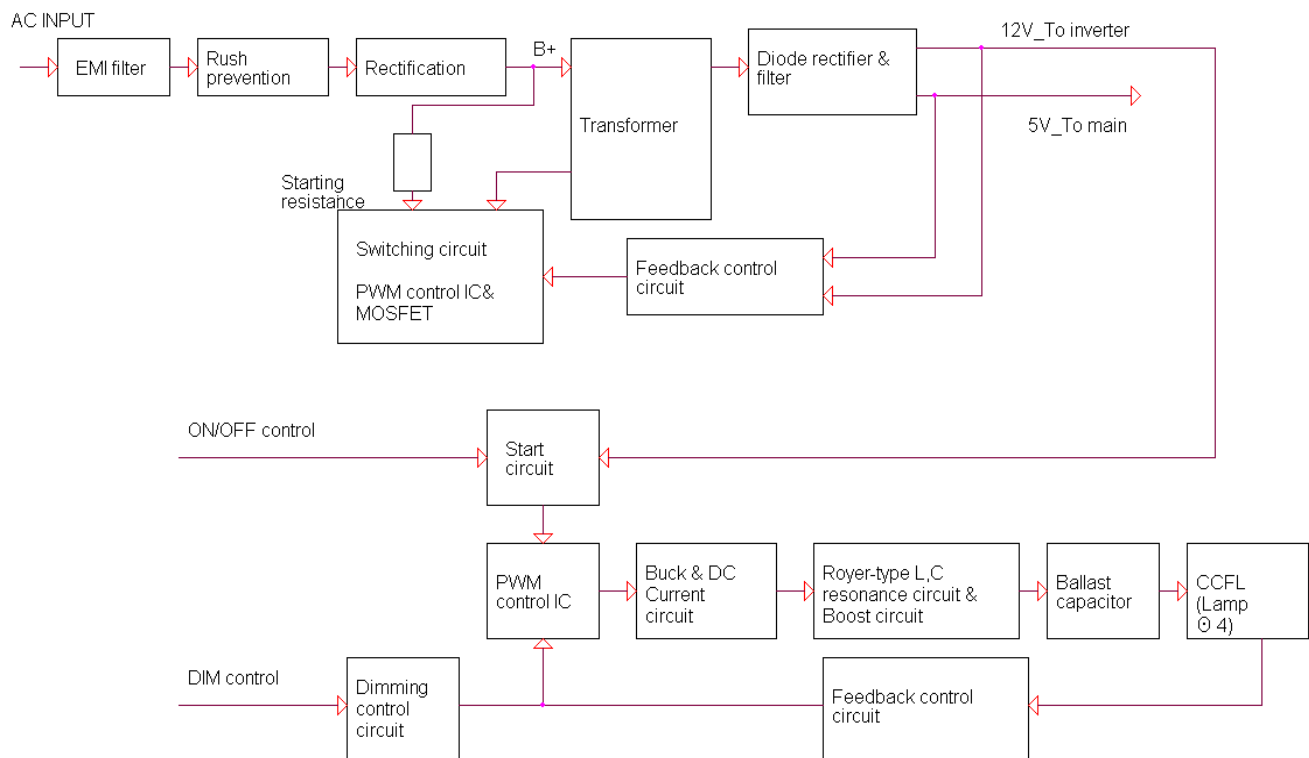 AC INPUT
EMI filter
Rush
prevention
Rectification
B+
Transformer
Diode rectifier &
filter
12V_To inverter
5V_To main
Starting
resistance
Switching circuit
PWM control IC&
MOSFET
Feedback control
circuit
ON/OFF control
Start
circuit
PWM
control IC
Buck & DC
Current
circuit
Royer-type L,C
resonance circuit &
Boost circuit
Ballast
capacitor
CCFL
(Lamp
⊙ 4)
DIM control
Dimming
control
circuit
Feedback control
circuit